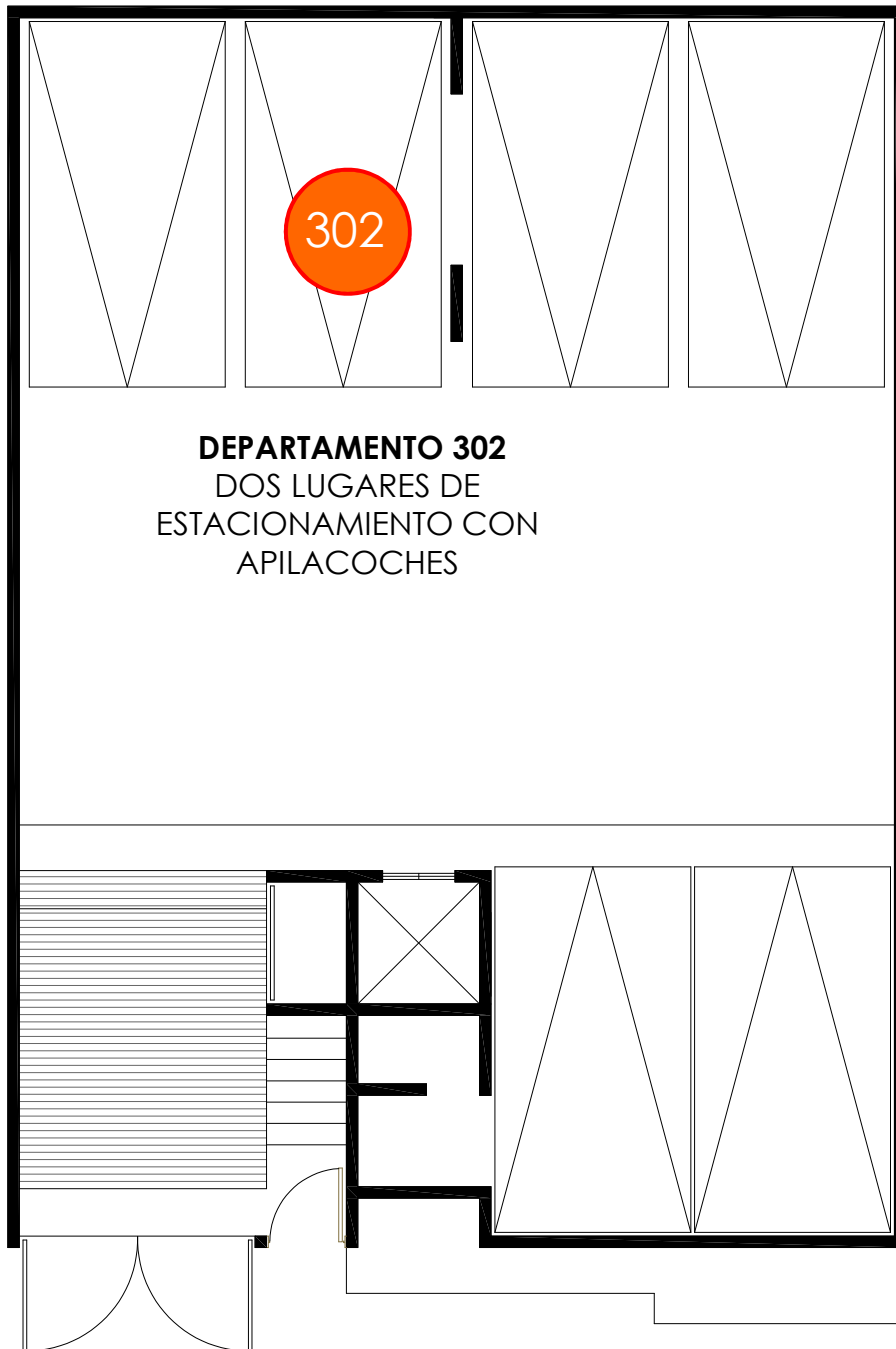 302
DEPARTAMENTO 302
DOS LUGARES DE
ESTACIONAMIENTO CON
APILACOCHES